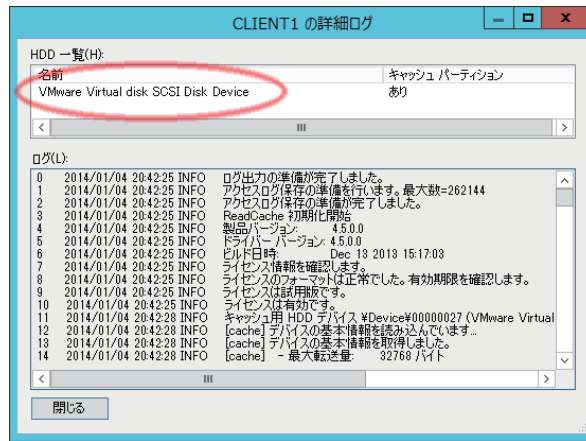 CLIENT1 の詳細ログ
HDD 一覧(H):
名前 キャッシュ パーティション
VMware Virtual disk SCSI Disk Device あり
ログ(L):
0 2014/01/04 20:42:25 INFO ログ出力の準備が完了しました。
1 2014/01/04 20:42:25 INFO アクセスログ保存の準備を行います。最大数=262144
2 2014/01/04 20:42:25 INFO アクセスログ保存の準備が完了しました。
3 2014/01/04 20:42:25 INFO ReadCache 初期化開始
4 2014/01/04 20:42:25 INFO 製品バージョン: 4.5.0.0
5 2014/01/04 20:42:25 INFO ドライバー バージョン: 4.5.0.0
6 2014/01/04 20:42:25 INFO ビルド日時: Dec 13 2013 15:17:03
7 2014/01/04 20:42:25 INFO ライセンス情報を確認します。
8 2014/01/04 20:42:25 INFO ライセンスのフォーマットは正常でした。有効期限を確認します。
9 2014/01/04 20:42:25 INFO ライセンスは試用版です。
10 2014/01/04 20:42:25 INFO ライセンスは有効です。
11 2014/01/04 20:42:28 INFO キャッシュ用 HDD デバイス ¥Device¥00000027 (VMware Virtual
12 2014/01/04 20:42:28 INFO [cache] デバイスの基本情報を読み込んでいます...
13 2014/01/04 20:42:28 INFO [cache] デバイスの基本情報を取得しました。
14 2014/01/04 20:42:28 INFO [cache] - 最大転送量: 32768 バイト
閉じる